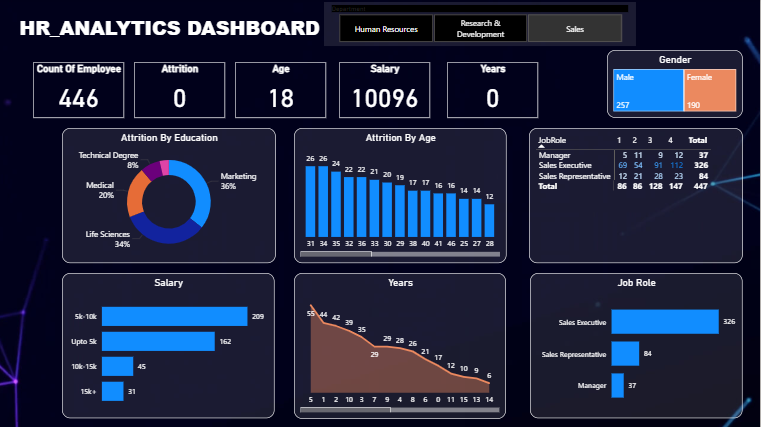 HR_ANALYTICS DASHBOARD
Department
Human Resources
Research &
Development
Sales
Count Of Employee
446
Attrition
0
Age
18
Salary
10096
Years
0
Gender
Male
257
Female
190
Attrition By Education
Technical Degree
8%
Medical
20%
Life Sciences
34%
Marketing
36%
Attrition By Age
26 26 24 22 22 21 20 19 17 17 16 16 14 14 12
31 34 35 32 36 33 30 29 38 40 41 46 25 27 28
JobRole 1 2 3 4 Total
Manager 5 11 9 12 37
Sales Executive 69 54 91 112 326
Sales Representative 12 21 28 23 84
Total 86 86 128 147 447
Salary
5k-10k 209
Upto 5k 162
10k-15k 45
15k+ 31
Years
55 44 42 39 35 29 29 28 26 21 17 12 10 9 6
5 1 2 10 3 7 9 4 8 6 0 11 15 13 14
Job Role
Sales Executive 326
Sales Representative 84
Manager 37